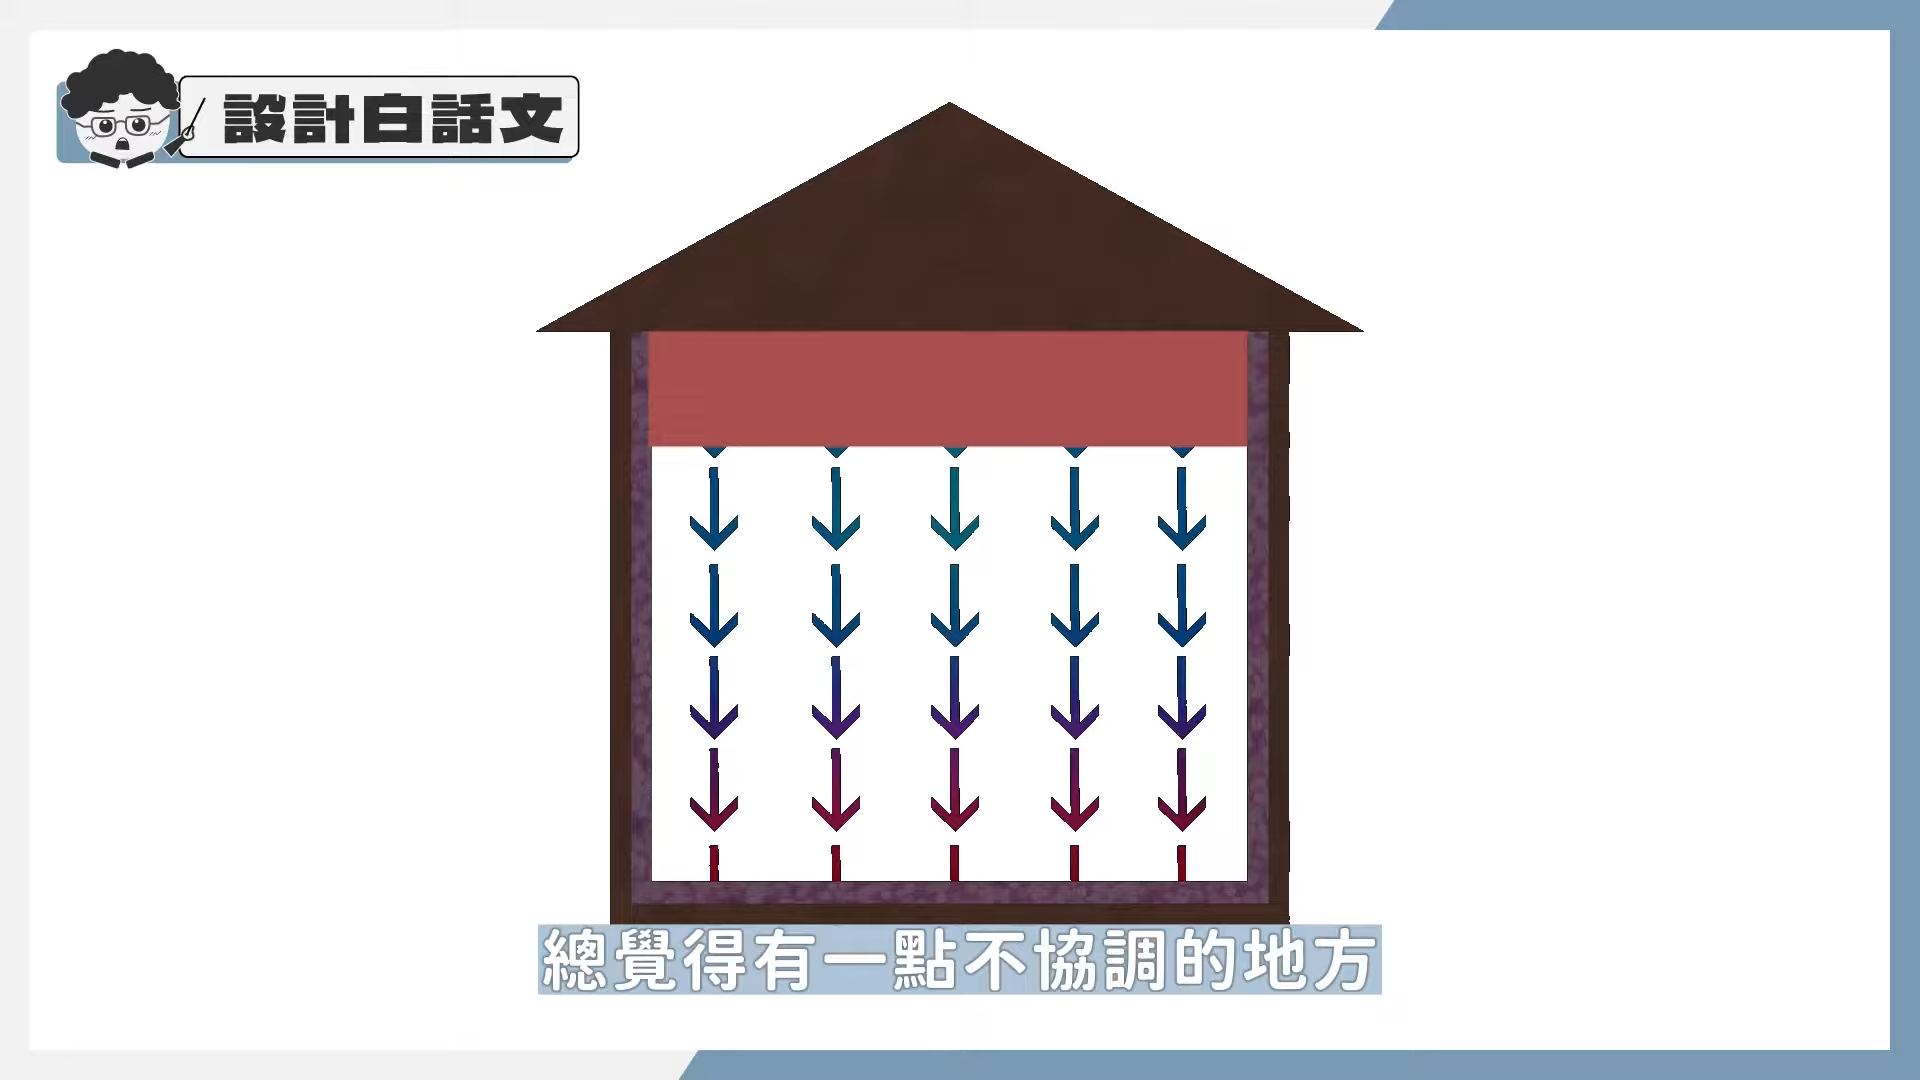 設計白話文
總覺得有一點不協調的地方